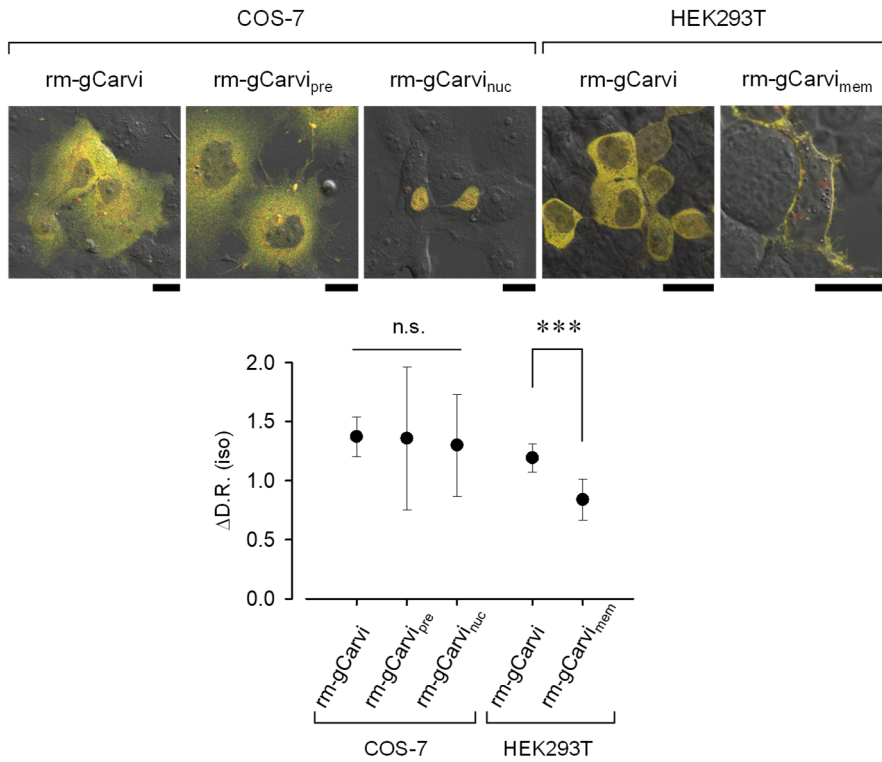 COS-7 HEK293T
rm-gCarvi rm-gCarvipre rm-gCarvinuc rm-gCarvi rm-gCarvimem
n.s. ***
2.0
1.5
1.0
0.5
0.0
ΔD.R. (iso)
rm-gCarvi rm-gCarvipre rm-gCarvinuc rm-gCarvi rm-gCarvimem
COS-7 HEK293T